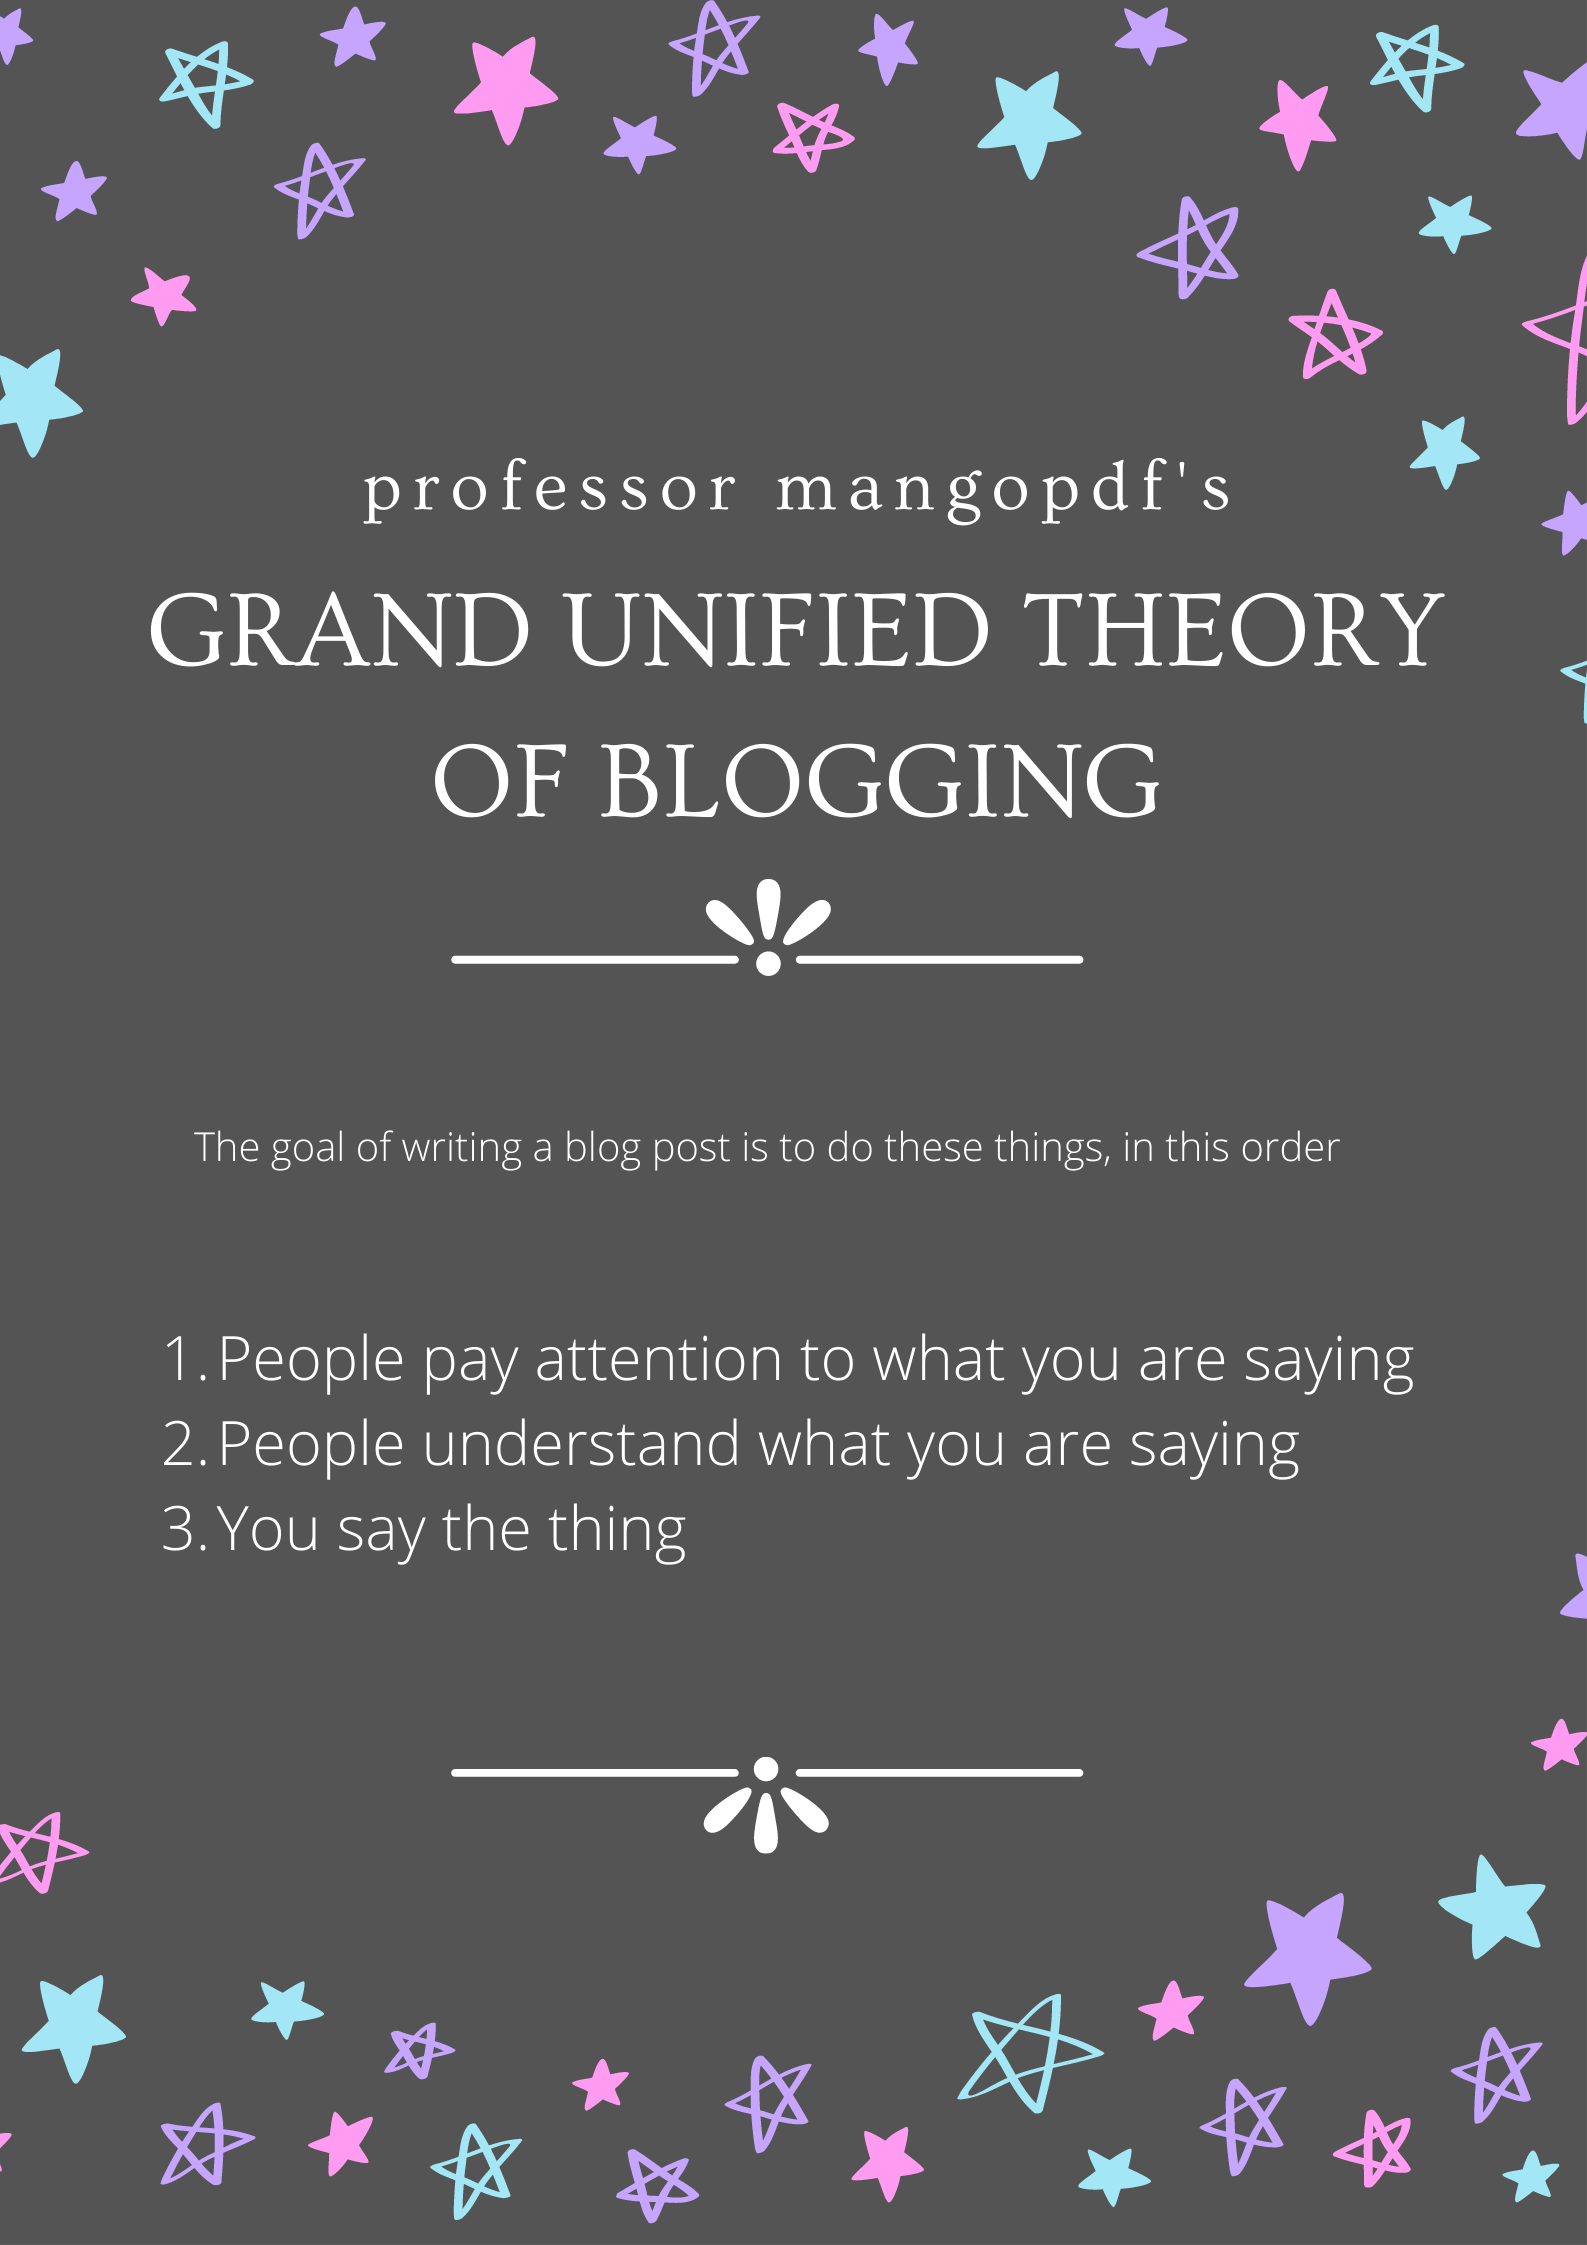 professor mangopdf's
GRAND UNIFIED THEORY
OF BLOGGING
The goal of writing a blog post is to do these things, in this order
1. People pay attention to what you are saying
2. People understand what you are saying
3. You say the thing